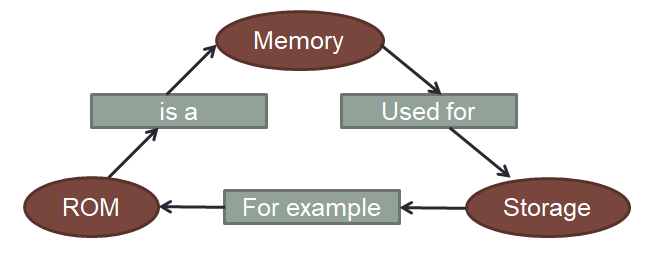 Memory
is a
Used for
ROM
For example
Storage